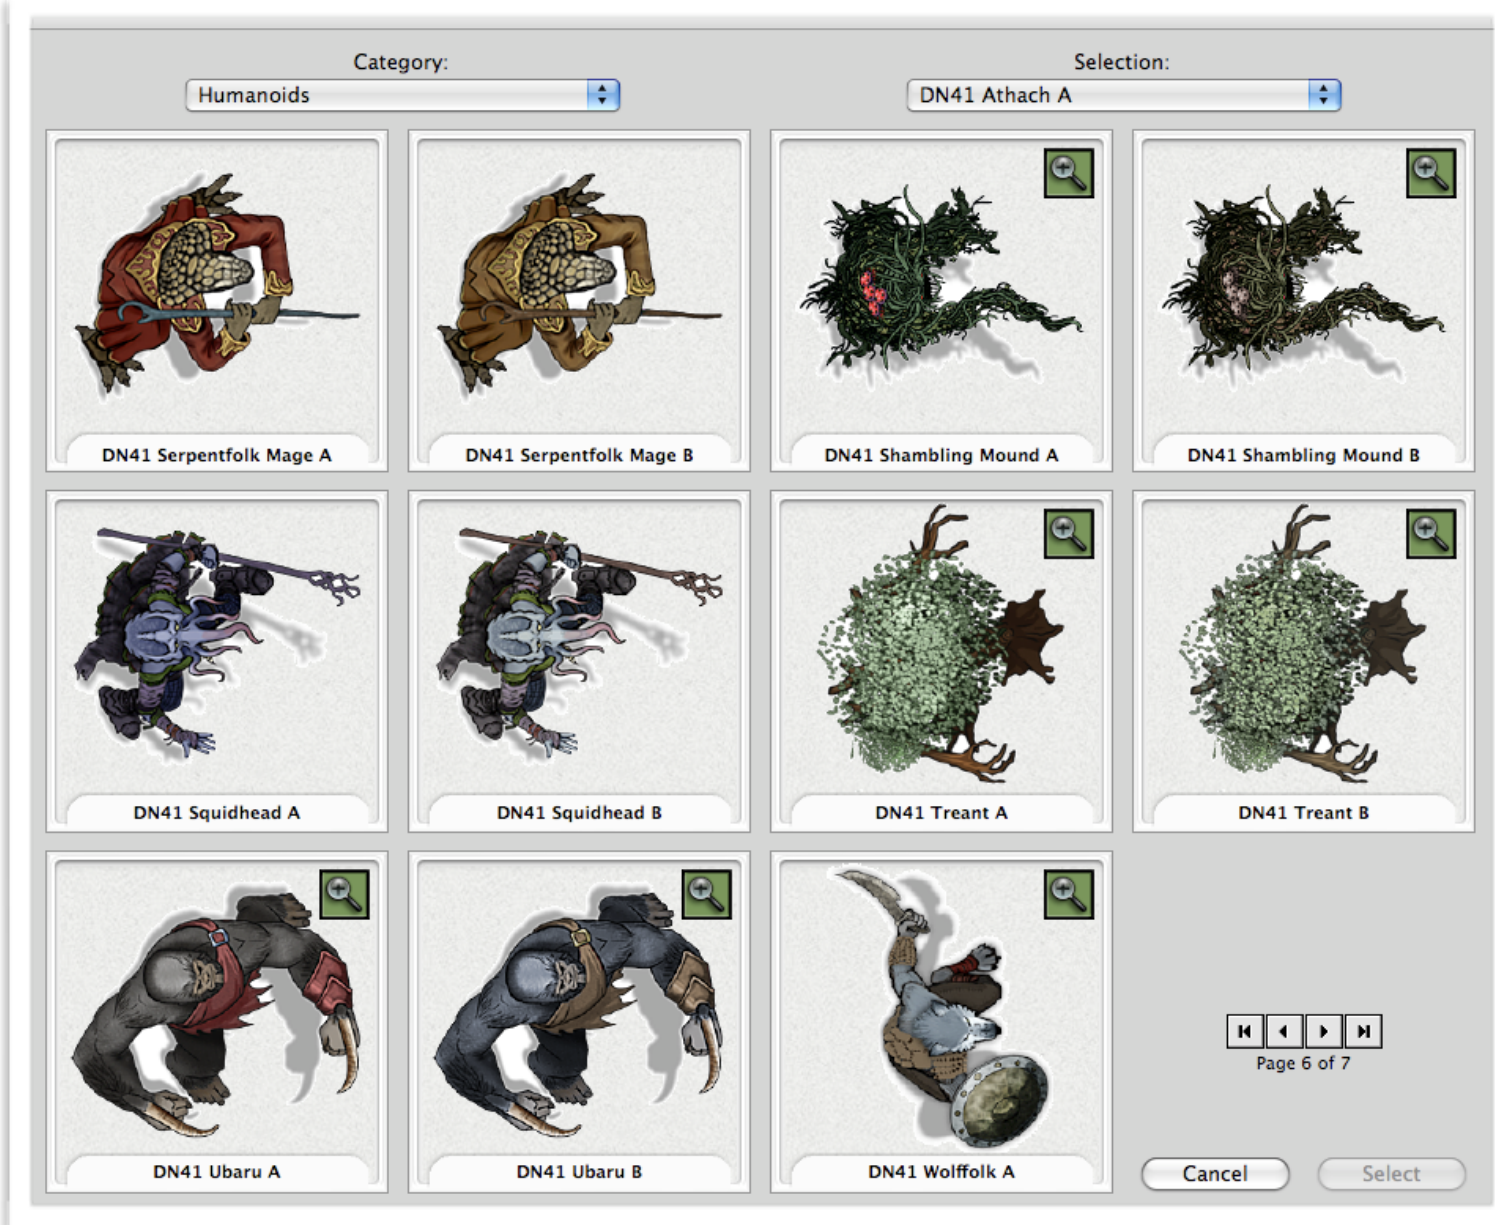 Category:
Selection:
Humanoids
DN41 Athach A
DN41 Serpentfolk Mage A
DN41 Serpentfolk Mage B
DN41 Shambling Mound A
DN41 Shambling Mound B
DN41 Squidhead A
DN41 Squidhead B
DN41 Treant A
DN41 Treant B
DN41 Ubaru A
DN41 Ubaru B
DN41 Wolffolk A
Page 6 of 7
Cancel
Select